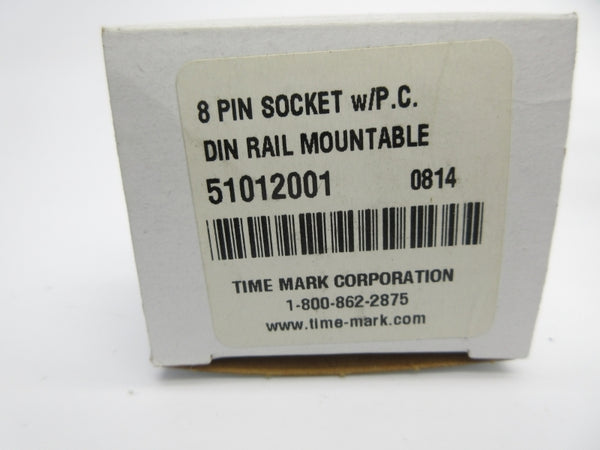 8 PIN SOCKET w/P.C.
DIN RAIL MOUNTABLE
51012001 0814
TIME MARK CORPORATION
1-800-862-2875
www.time-mark.com